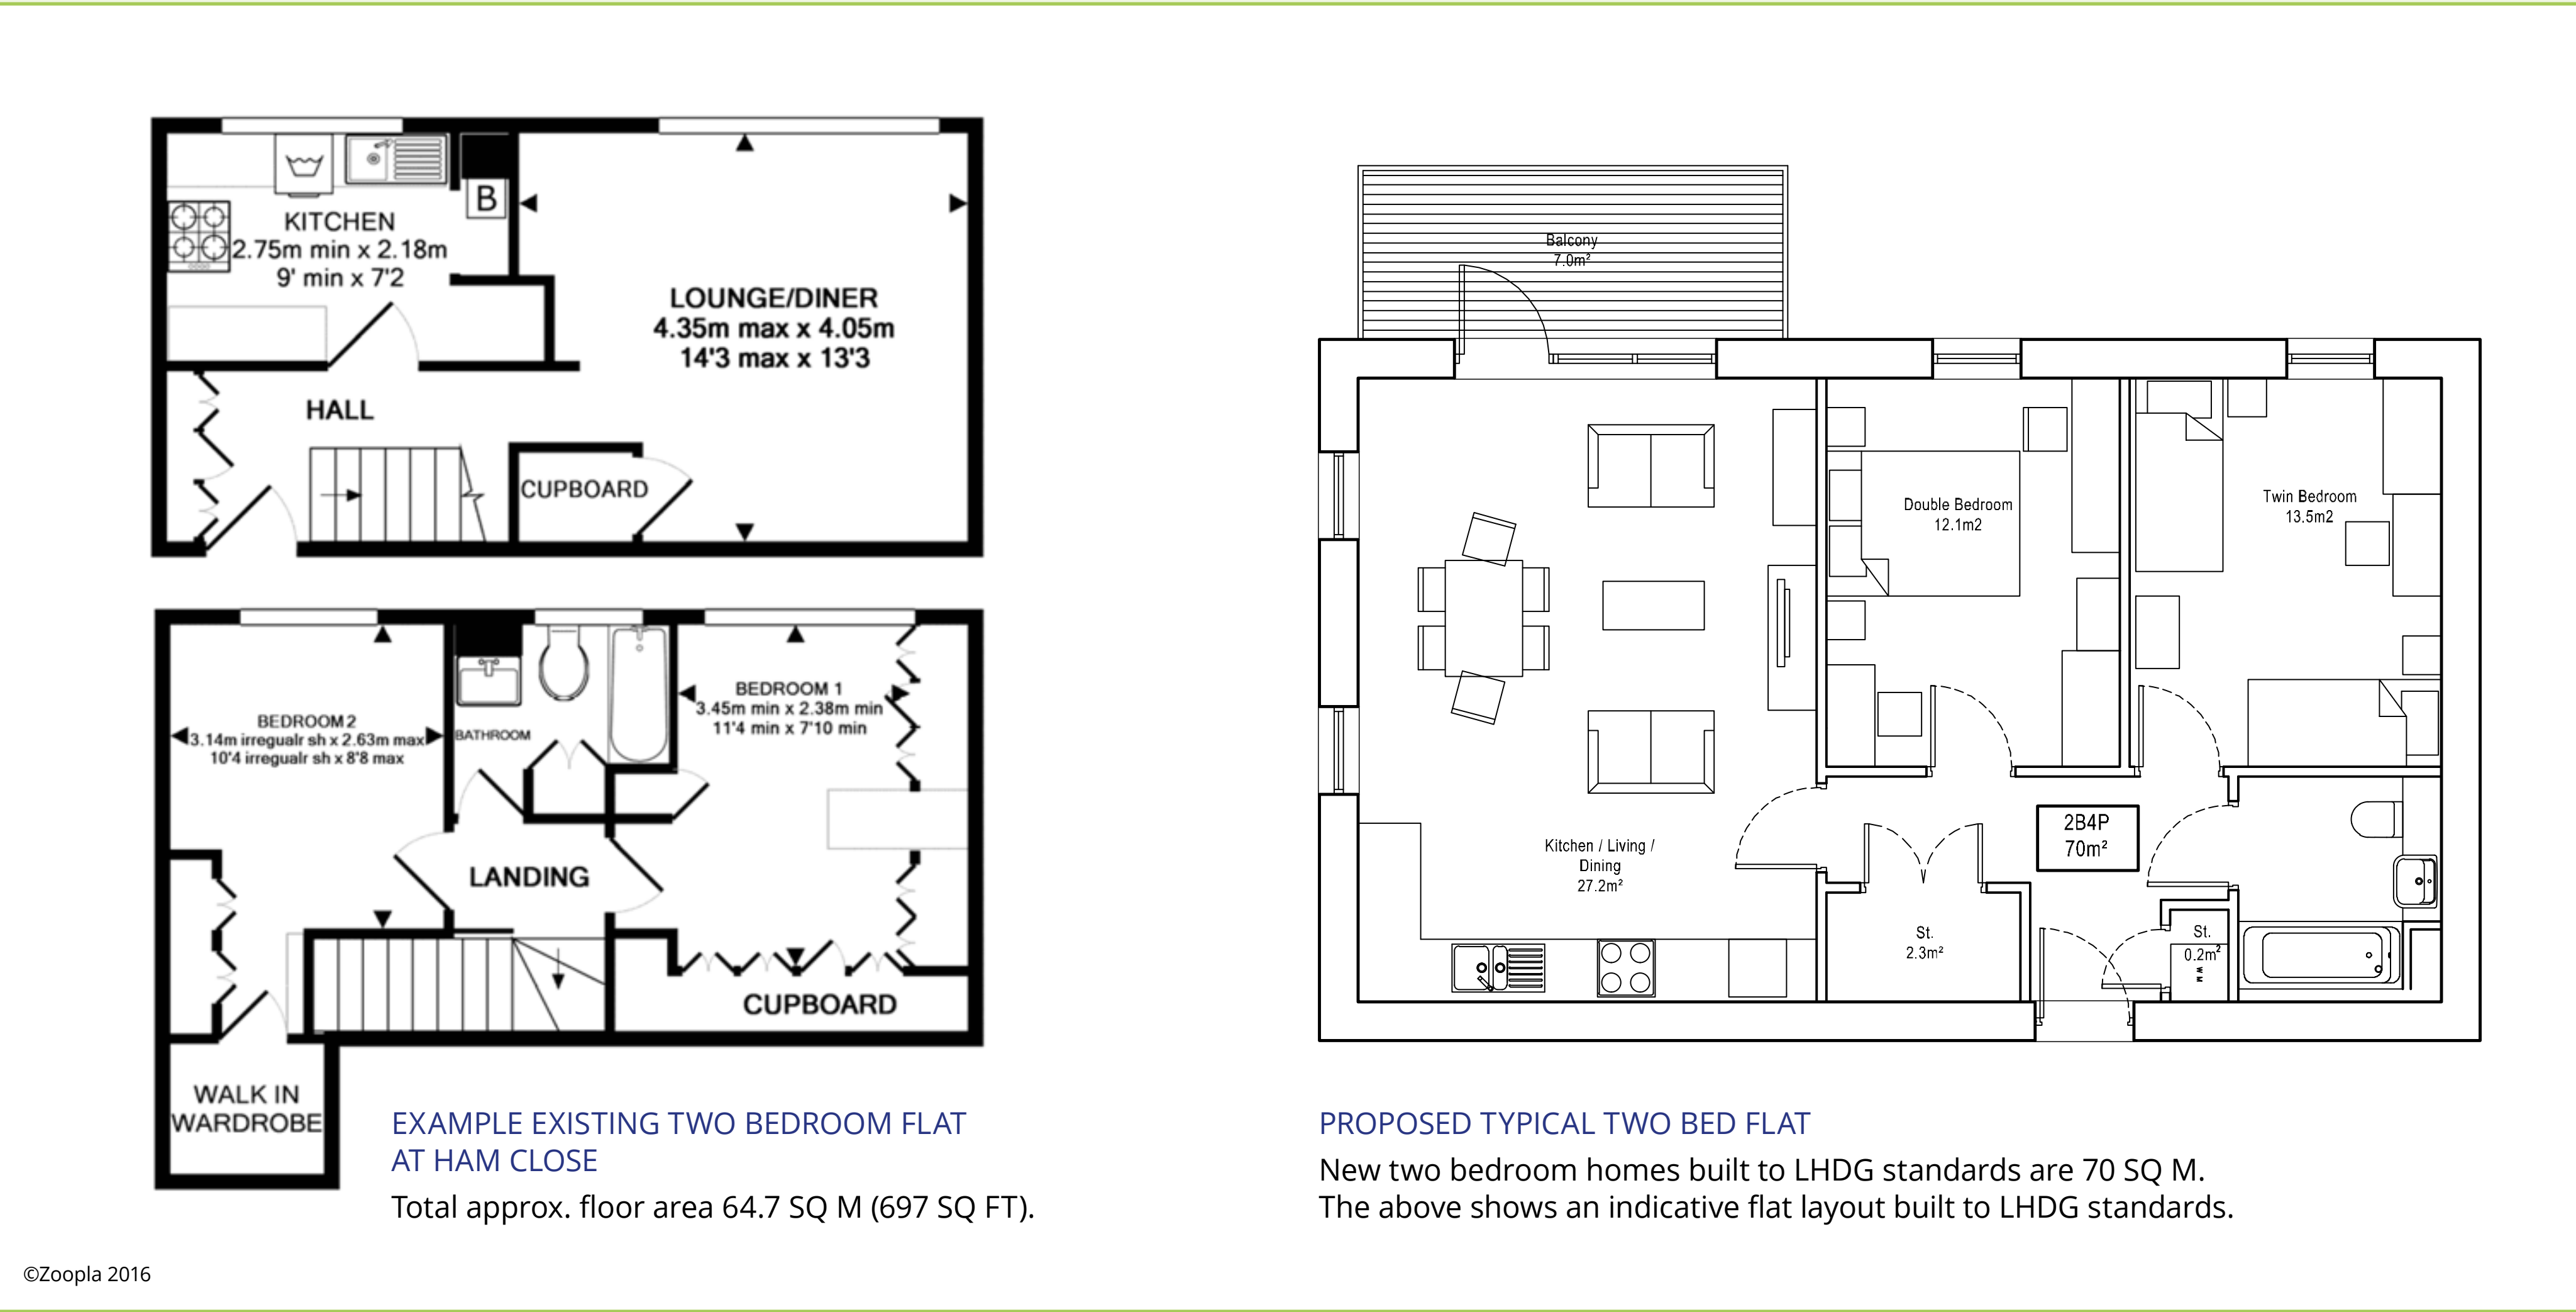 B
KITCHEN
2.75m min x 2.18m
9' min x 7'2
LOUNGE/DINER
4.35m max x 4.05m
14'3 max x 13'3
HALL
CUPBOARD
BEDROOM 2
3.14m irregualr sh x 2.63m max
10'4 irregualr sh x 8'8 max
BATHROOM
BEDROOM 1
3.45m min x 2.38m min
11'4 min x 7'10 min
LANDING
CUPBOARD
WALK IN
WARDROBE
EXAMPLE EXISTING TWO BEDROOM FLAT
AT HAM CLOSE
Total approx. floor area 64.7 SQ M (697 SQ FT).
©Zoopla 2016
Balcony
7.0m²
Double Bedroom
12.1m2
Twin Bedroom
13.5m2
Kitchen / Living /
Dining
27.2m²
2B4P
70m²
St.
2.3m²
St.
0.2m²
W M
PROPOSED TYPICAL TWO BED FLAT
New two bedroom homes built to LHDG standards are 70 SQ M.
The above shows an indicative flat layout built to LHDG standards.